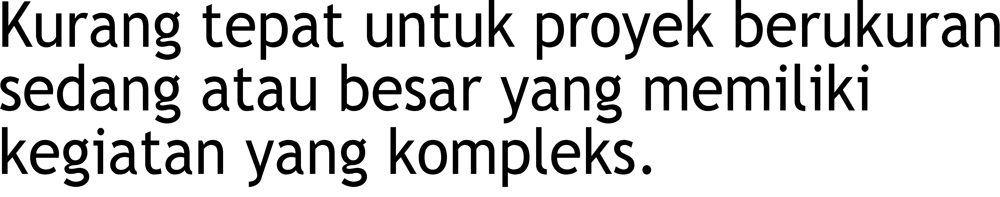 Kurang tepat untuk proyek berukuran
sedang atau besar yang memiliki
kegiatan yang kompleks.